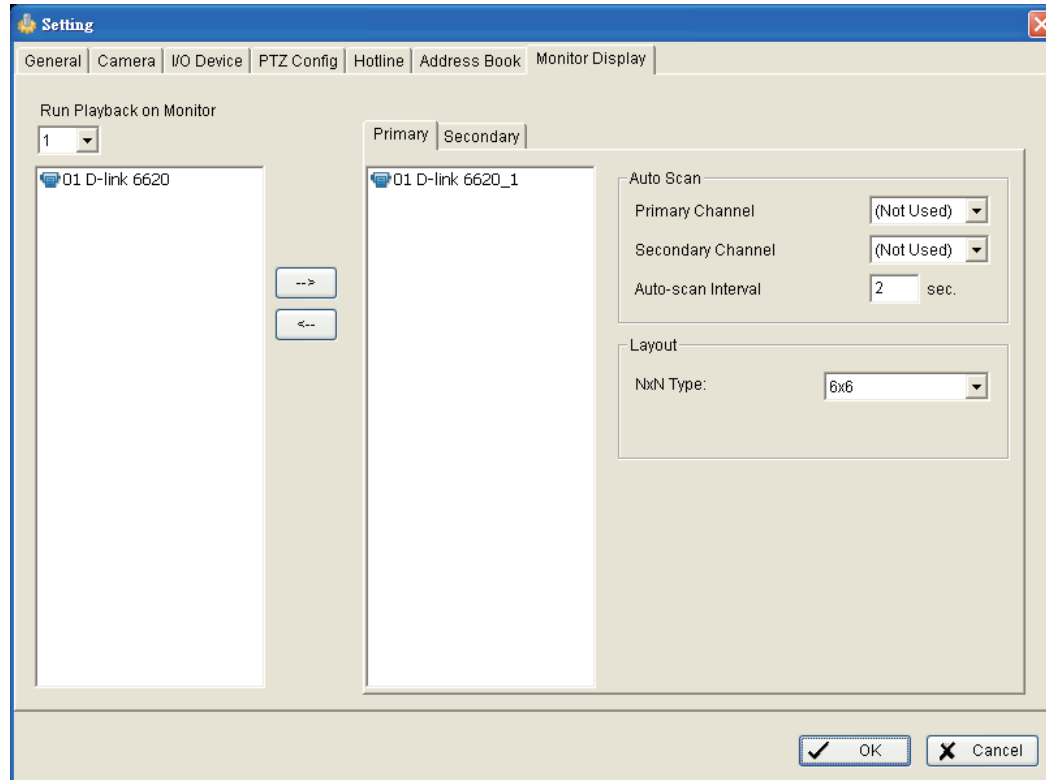 Setting
General Camera I/O Device PTZ Config Hotline Address Book Monitor Display
Run Playback on Monitor
1
Primary Secondary
01 D-link 6620
01 D-link 6620_1
Auto Scan
Primary Channel (Not Used)
Secondary Channel (Not Used)
Auto-scan Interval 2 sec.
-->
<--
Layout
NxN Type: 6x6
OK Cancel